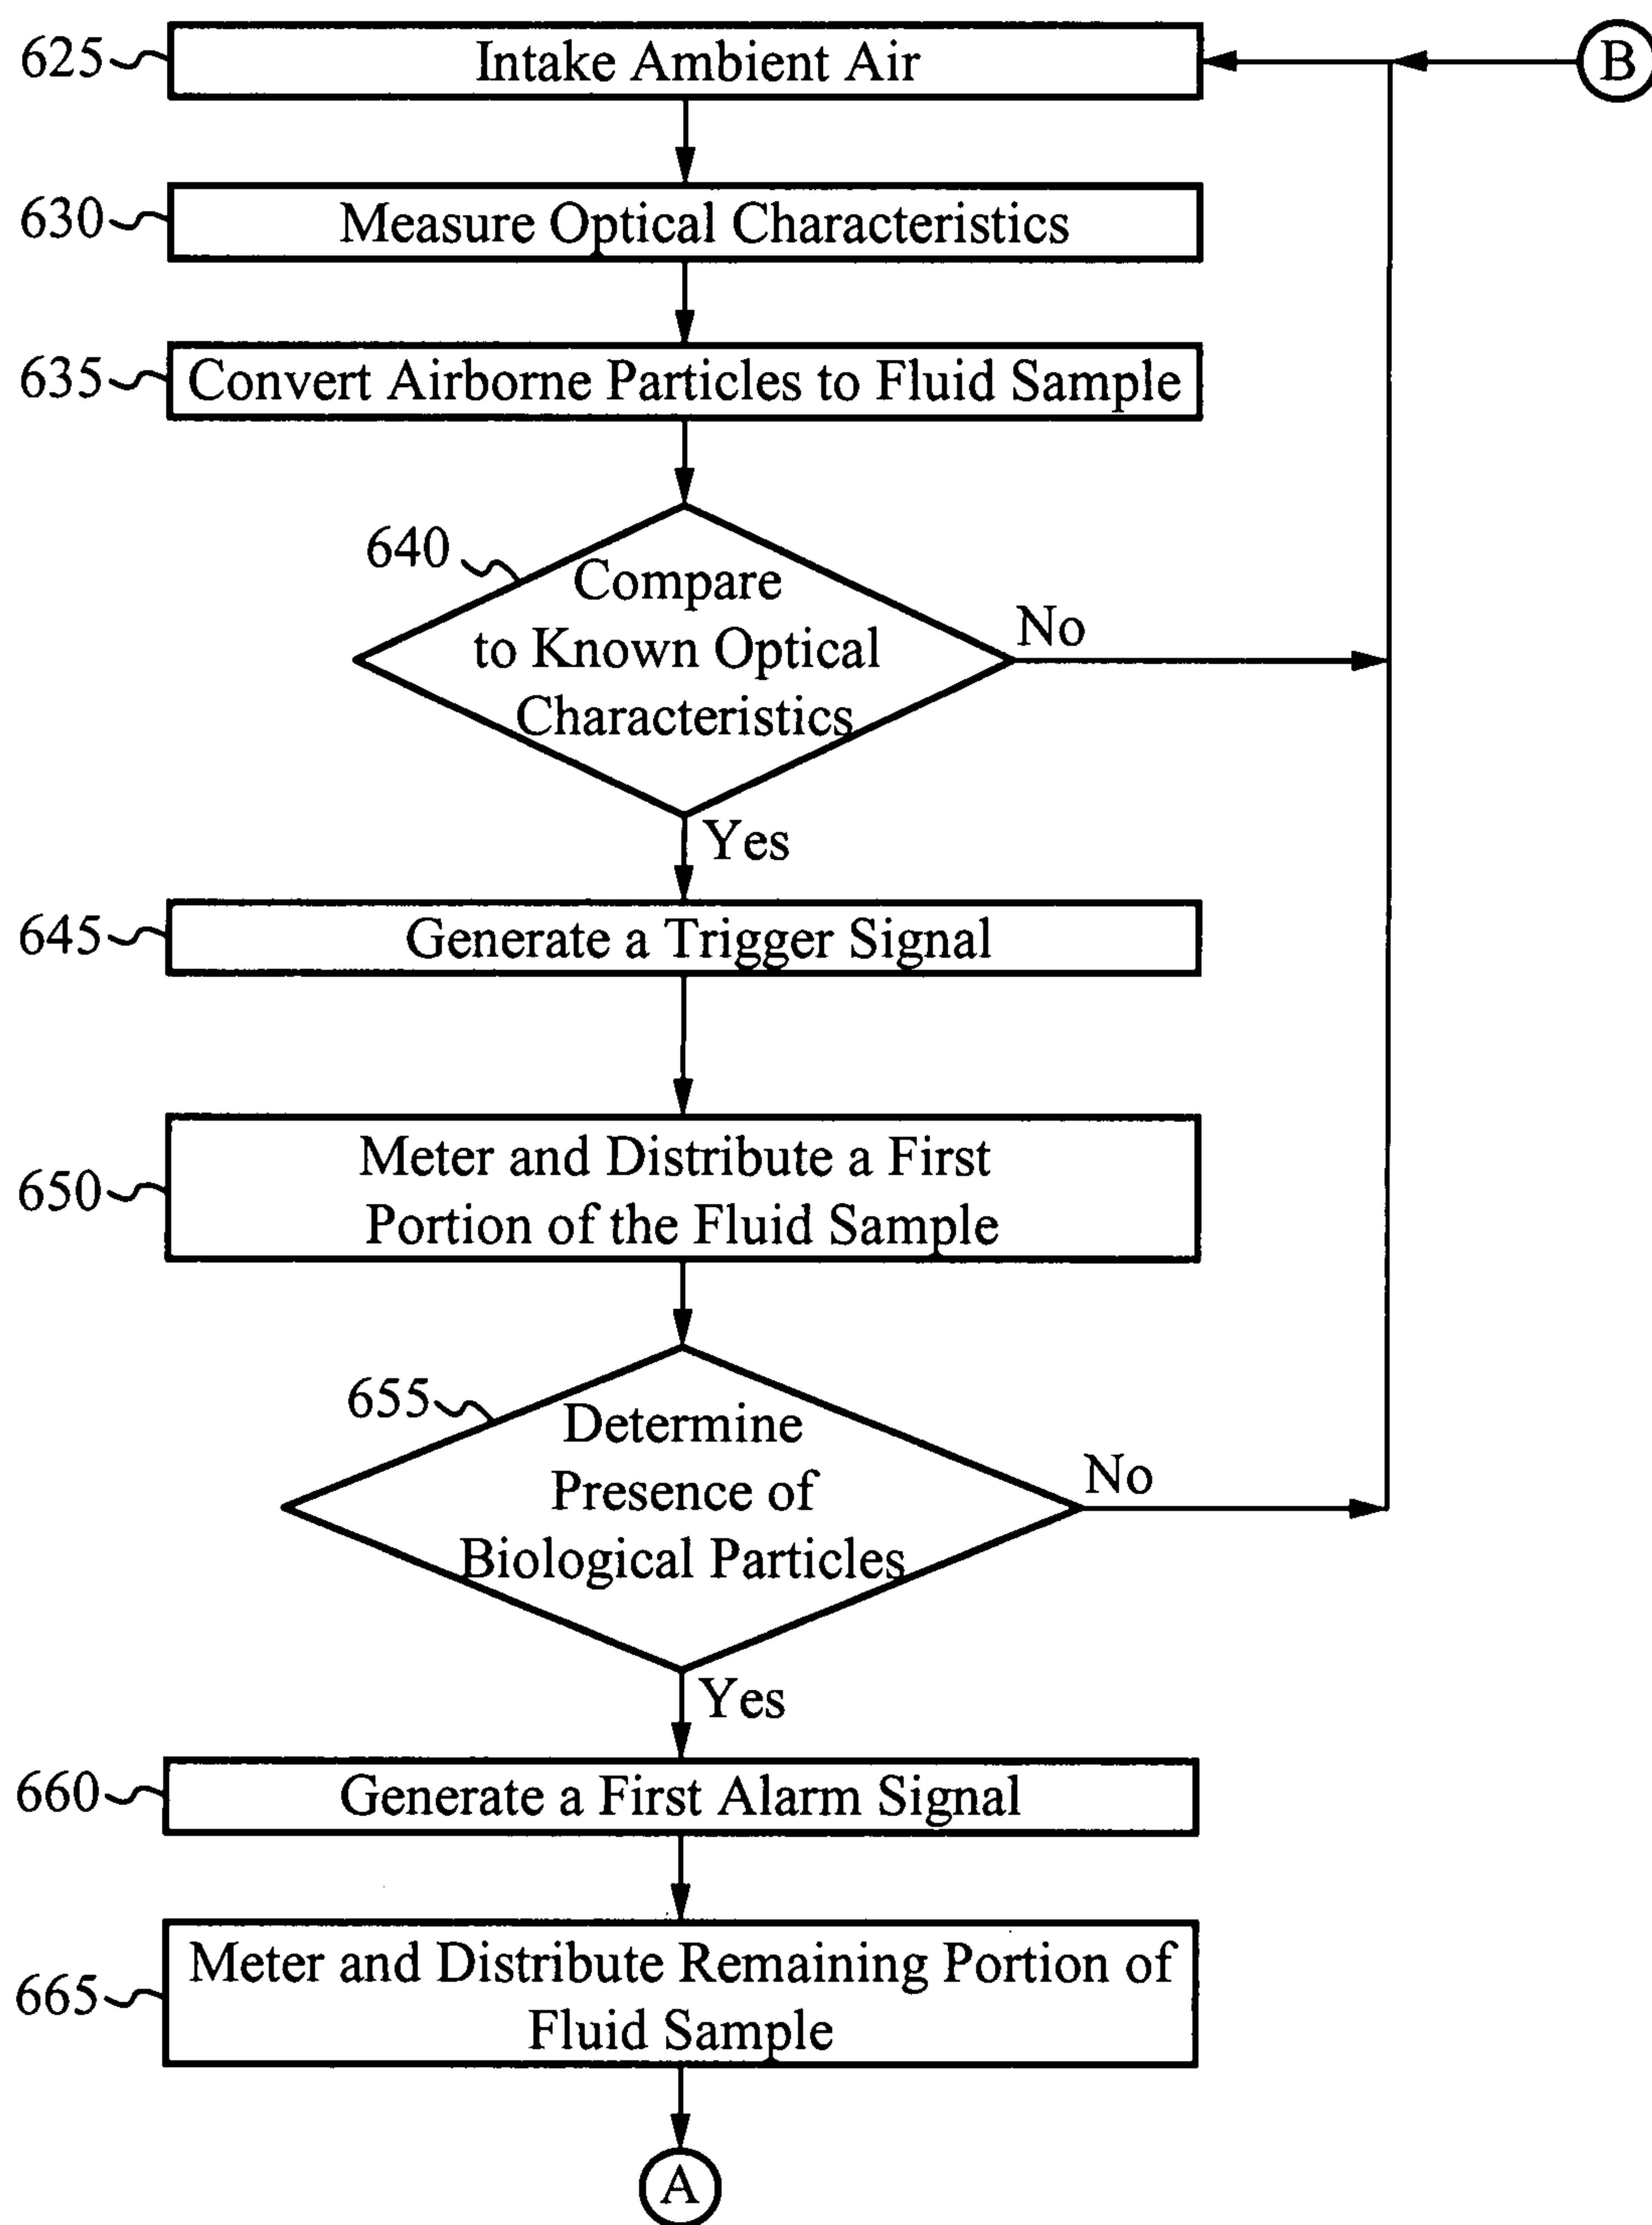 625
Intake Ambient Air
B
630
Measure Optical Characteristics
635
Convert Airborne Particles to Fluid Sample
640
Compare
to Known Optical
Characteristics
No
Yes
645
Generate a Trigger Signal
650
Meter and Distribute a First
Portion of the Fluid Sample
655
Determine
Presence of
Biological Particles
No
Yes
660
Generate a First Alarm Signal
665
Meter and Distribute Remaining Portion of
Fluid Sample
A